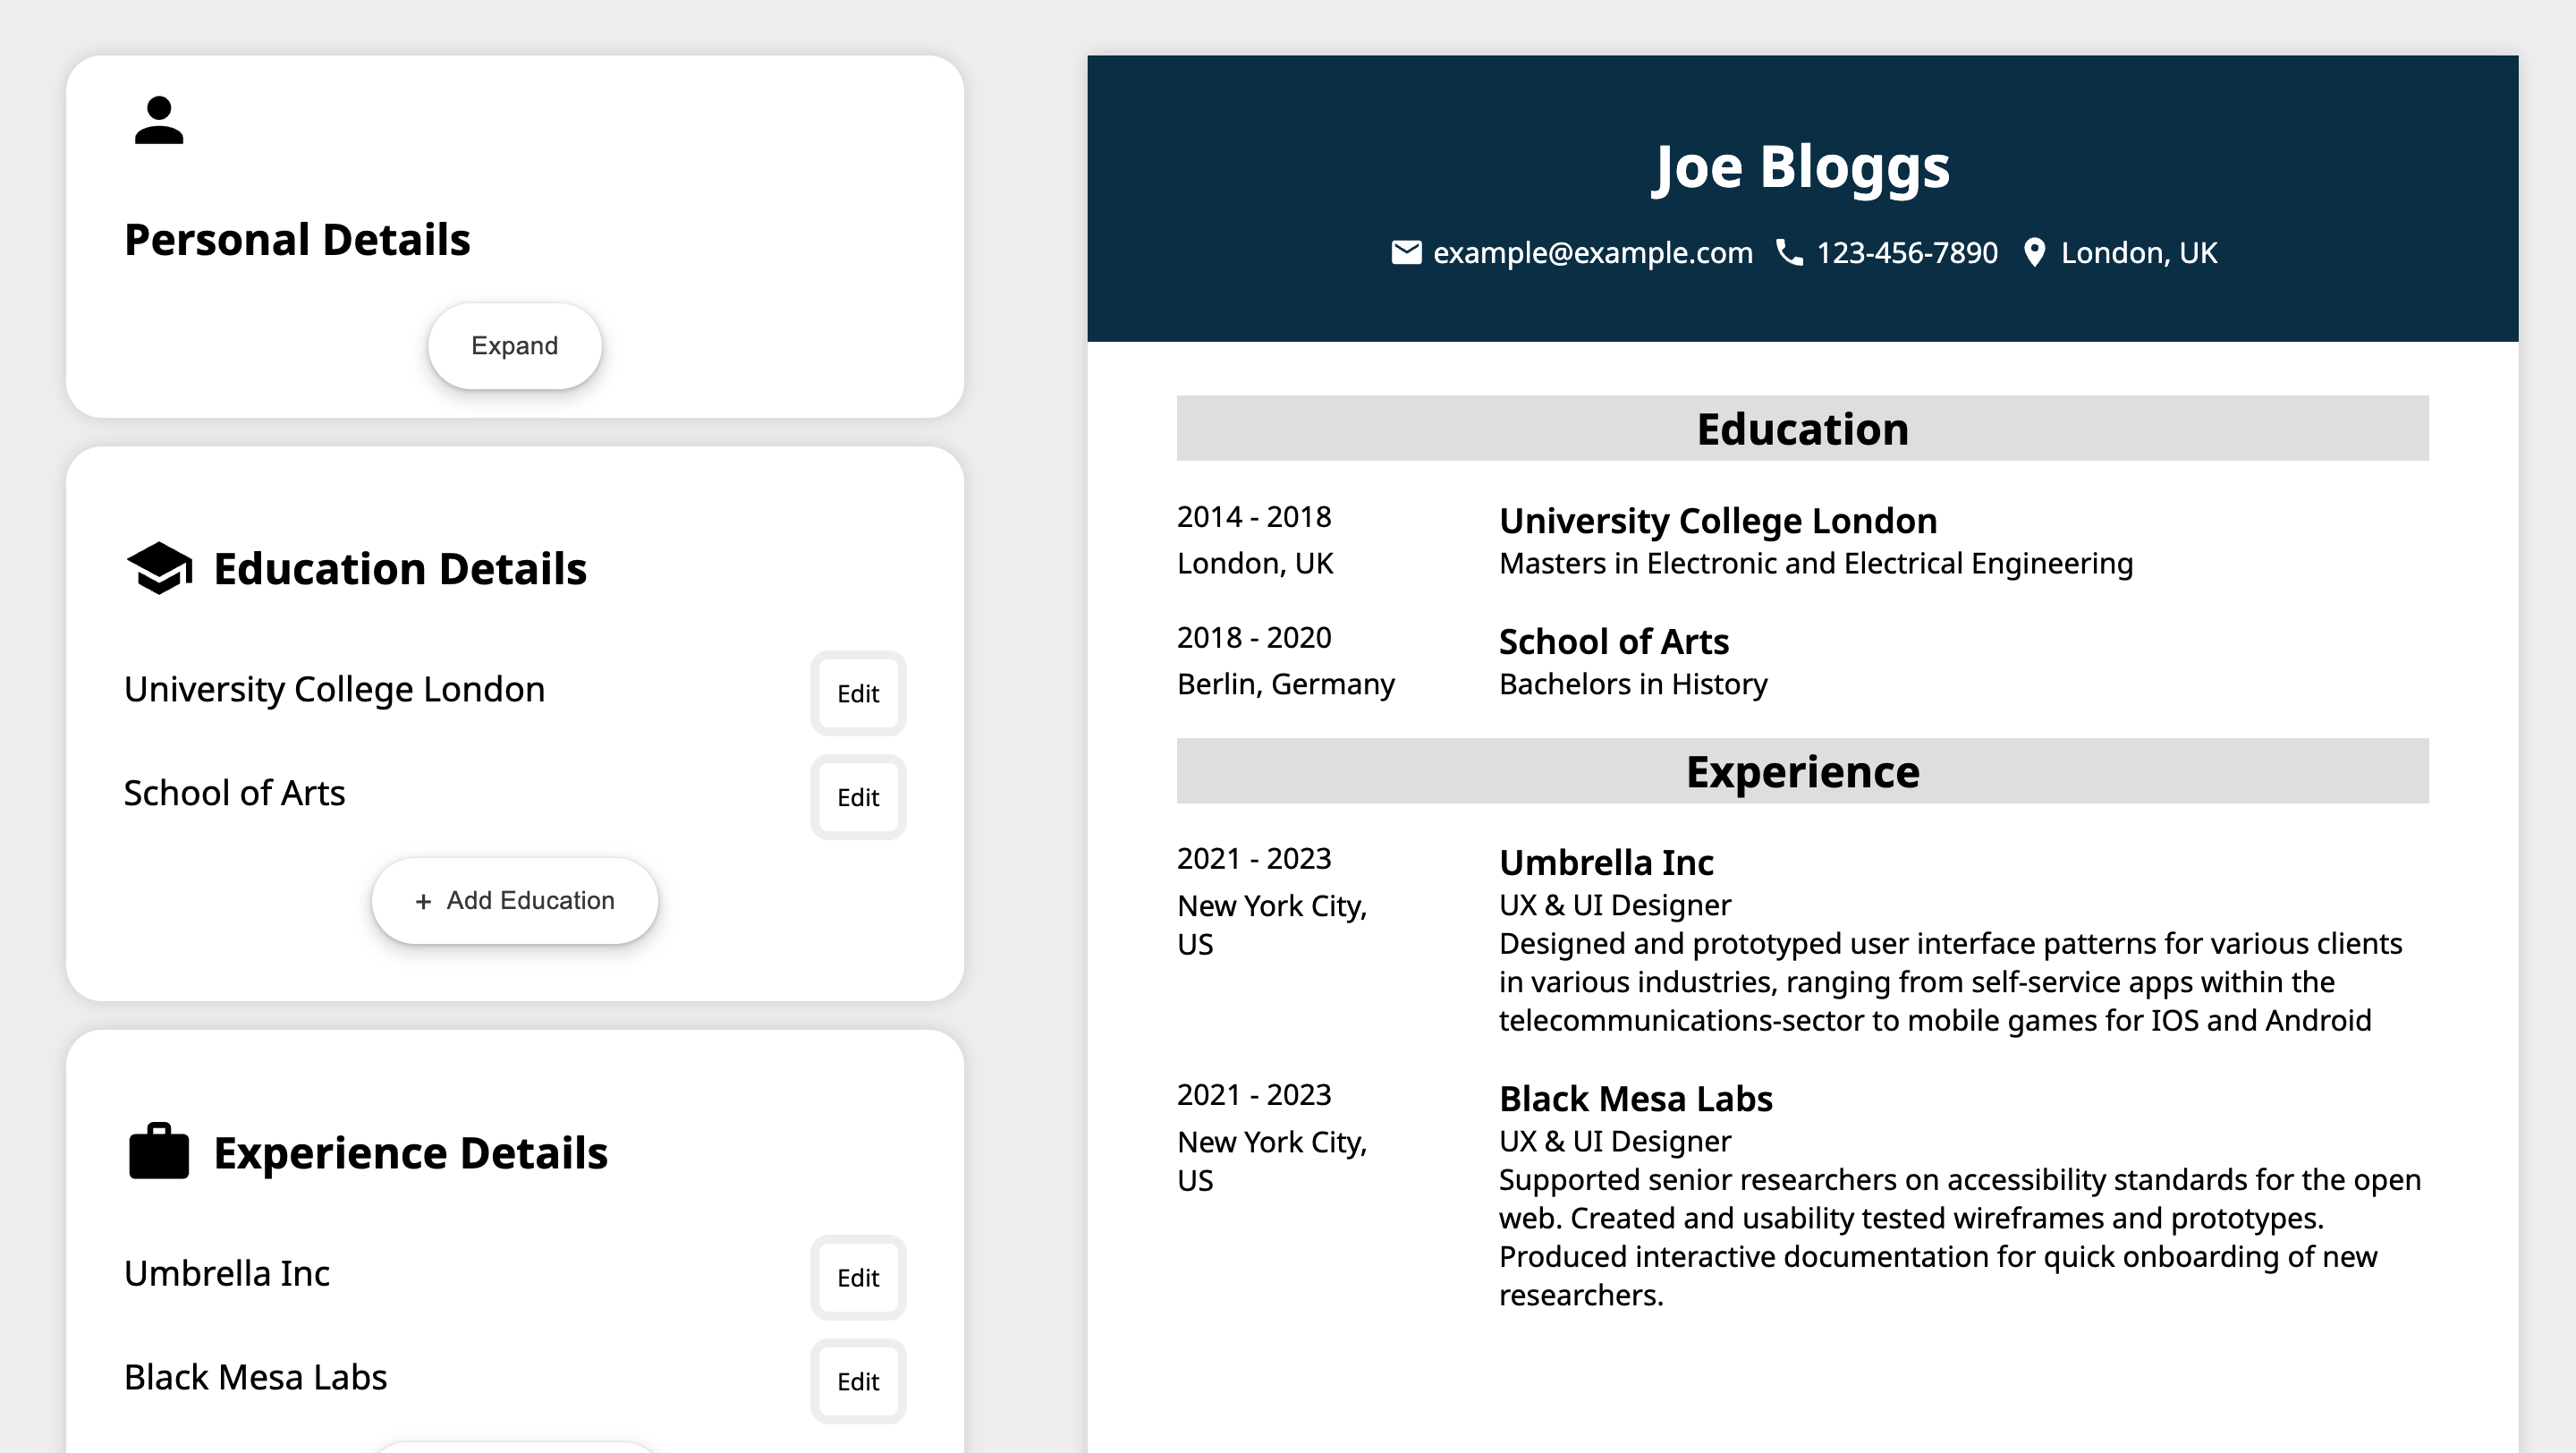 Personal Details
Expand
Education Details
University College London
Edit
School of Arts
Edit
+ Add Education
Experience Details
Umbrella Inc
Edit
Black Mesa Labs
Edit
Joe Bloggs
example@example.com 123-456-7890 London, UK
Education
2014 - 2018
London, UK
University College London
Masters in Electronic and Electrical Engineering
2018 - 2020
Berlin, Germany
School of Arts
Bachelors in History
Experience
2021 - 2023
New York City,
US
Umbrella Inc
UX & UI Designer
Designed and prototyped user interface patterns for various clients
in various industries, ranging from self-service apps within the
telecommunications-sector to mobile games for IOS and Android
2021 - 2023
New York City,
US
Black Mesa Labs
UX & UI Designer
Supported senior researchers on accessibility standards for the open
web. Created and usability tested wireframes and prototypes.
Produced interactive documentation for quick onboarding of new
researchers.